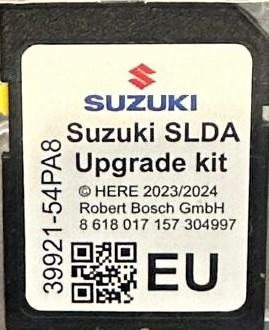 SUZUKI
Suzuki SLDA
Upgrade kit
© HERE 2023/2024
Robert Bosch GmbH
8 618 017 157 304997
EU
39921-54PA8